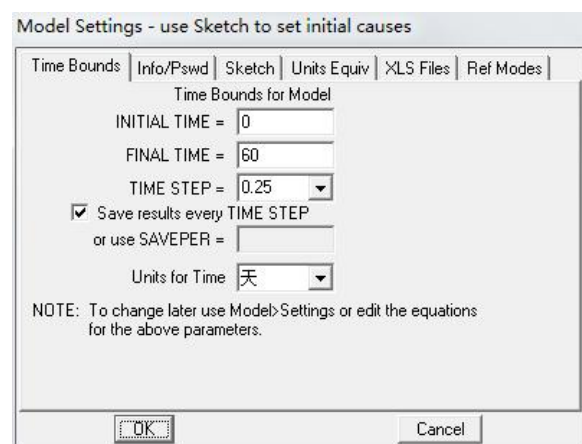 Model Settings - use Sketch to set initial causes
Time Bounds Info/Pswd Sketch Units Equiv XLS Files Ref Modes
Time Bounds for Model
INITIAL TIME = 0
FINAL TIME = 60
TIME STEP = 0.25
Save results every TIME STEP
or use SAVEPER =
Units for Time 天
NOTE: To change later use Model>Settings or edit the equations
for the above parameters.
OK Cancel